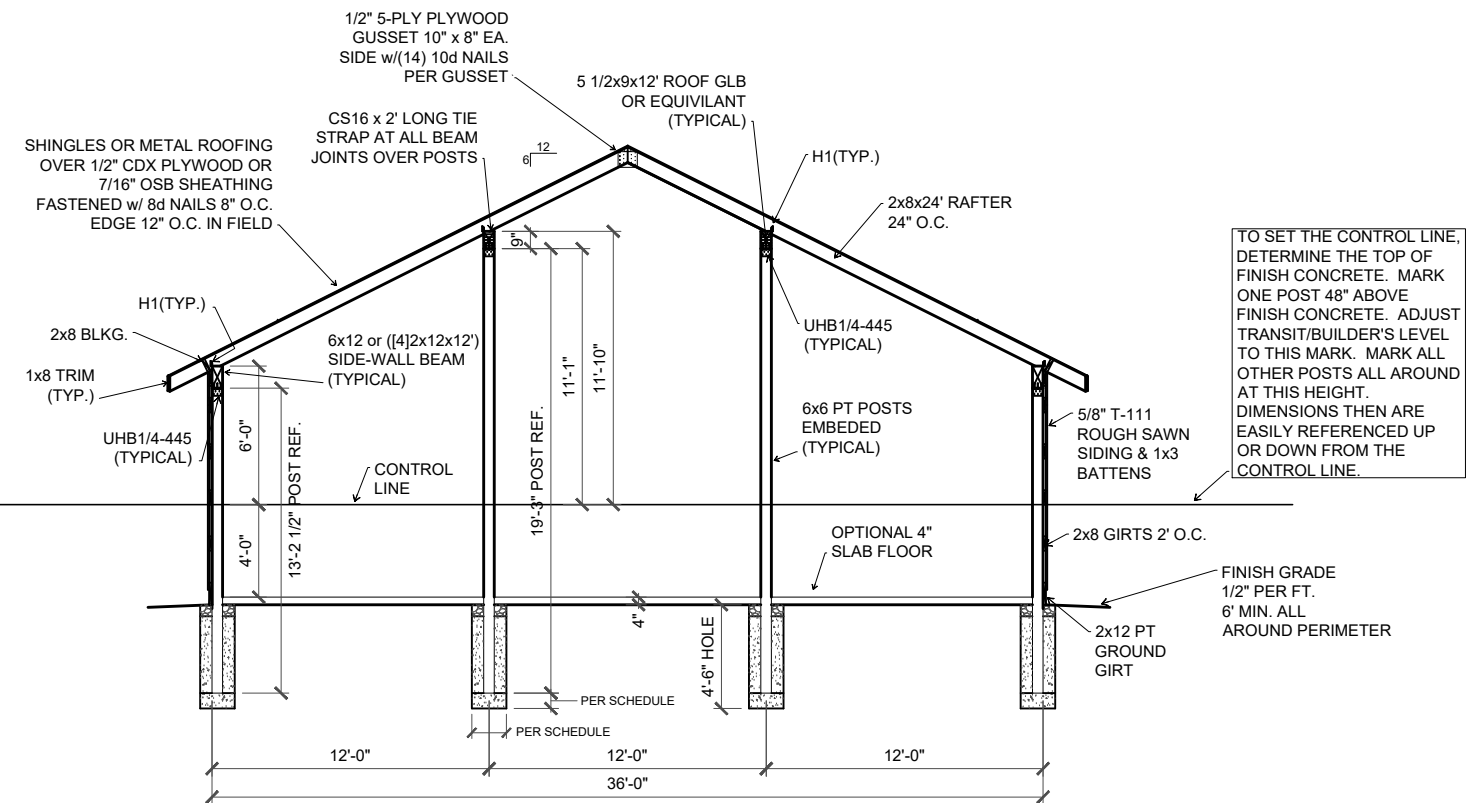 1/2" 5-PLY PLYWOOD
GUSSET 10" x 8" EA.
SIDE w/(14) 10d NAILS
PER GUSSET
5 1/2x9x12' ROOF GLB
OR EQUIVILANT
(TYPICAL)
CS16 x 2' LONG TIE
STRAP AT ALL BEAM
JOINTS OVER POSTS
SHINGLES OR METAL ROOFING
OVER 1/2" CDX PLYWOOD OR
7/16" OSB SHEATHING
FASTENED w/ 8d NAILS 8" O.C.
EDGE 12" O.C. IN FIELD
12
6
H1(TYP.)
2x8x24' RAFTER
24" O.C.
TO SET THE CONTROL LINE,
DETERMINE THE TOP OF
FINISH CONCRETE. MARK
ONE POST 48" ABOVE
FINISH CONCRETE. ADJUST
TRANSIT/BUILDER'S LEVEL
TO THIS MARK. MARK ALL
OTHER POSTS ALL AROUND
AT THIS HEIGHT.
DIMENSIONS THEN ARE
EASILY REFERENCED UP
OR DOWN FROM THE
CONTROL LINE.
9"
H1(TYP.)
2x8 BLKG.
1x8 TRIM
(TYP.)
6x12 or ([4]2x12x12')
SIDE-WALL BEAM
(TYPICAL)
UHB1/4-445
(TYPICAL)
11'-1"
11'-10"
UHB1/4-445
(TYPICAL)
6'-0"
13'-2 1/2" POST REF.
CONTROL
LINE
19'-3" POST REF.
6x6 PT POSTS
EMBEDED
(TYPICAL)
5/8" T-111
ROUGH SAWN
SIDING & 1x3
BATTENS
4'-0"
OPTIONAL 4"
SLAB FLOOR
2x8 GIRTS 2' O.C.
FINISH GRADE
1/2" PER FT.
6' MIN. ALL
AROUND PERIMETER
4"
4'-6" HOLE
2x12 PT
GROUND
GIRT
PER SCHEDULE
PER SCHEDULE
12'-0"
12'-0"
12'-0"
36'-0"